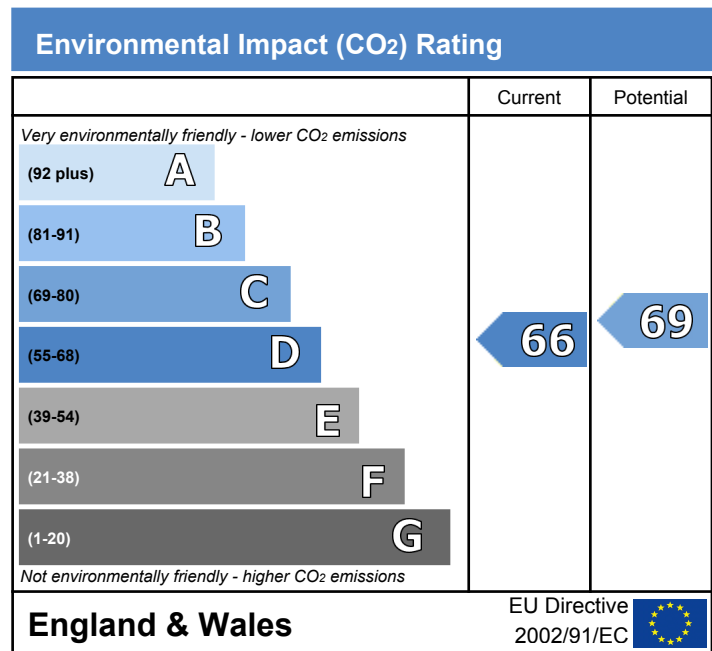 Environmental Impact (CO₂) Rating
Current Potential
Very environmentally friendly - lower CO₂ emissions
(92 plus) A
(81-91) B
(69-80) C
(55-68) D
66 69
(39-54) E
(21-38) F
(1-20) G
Not environmentally friendly - higher CO₂ emissions
England & Wales
EU Directive
2002/91/EC